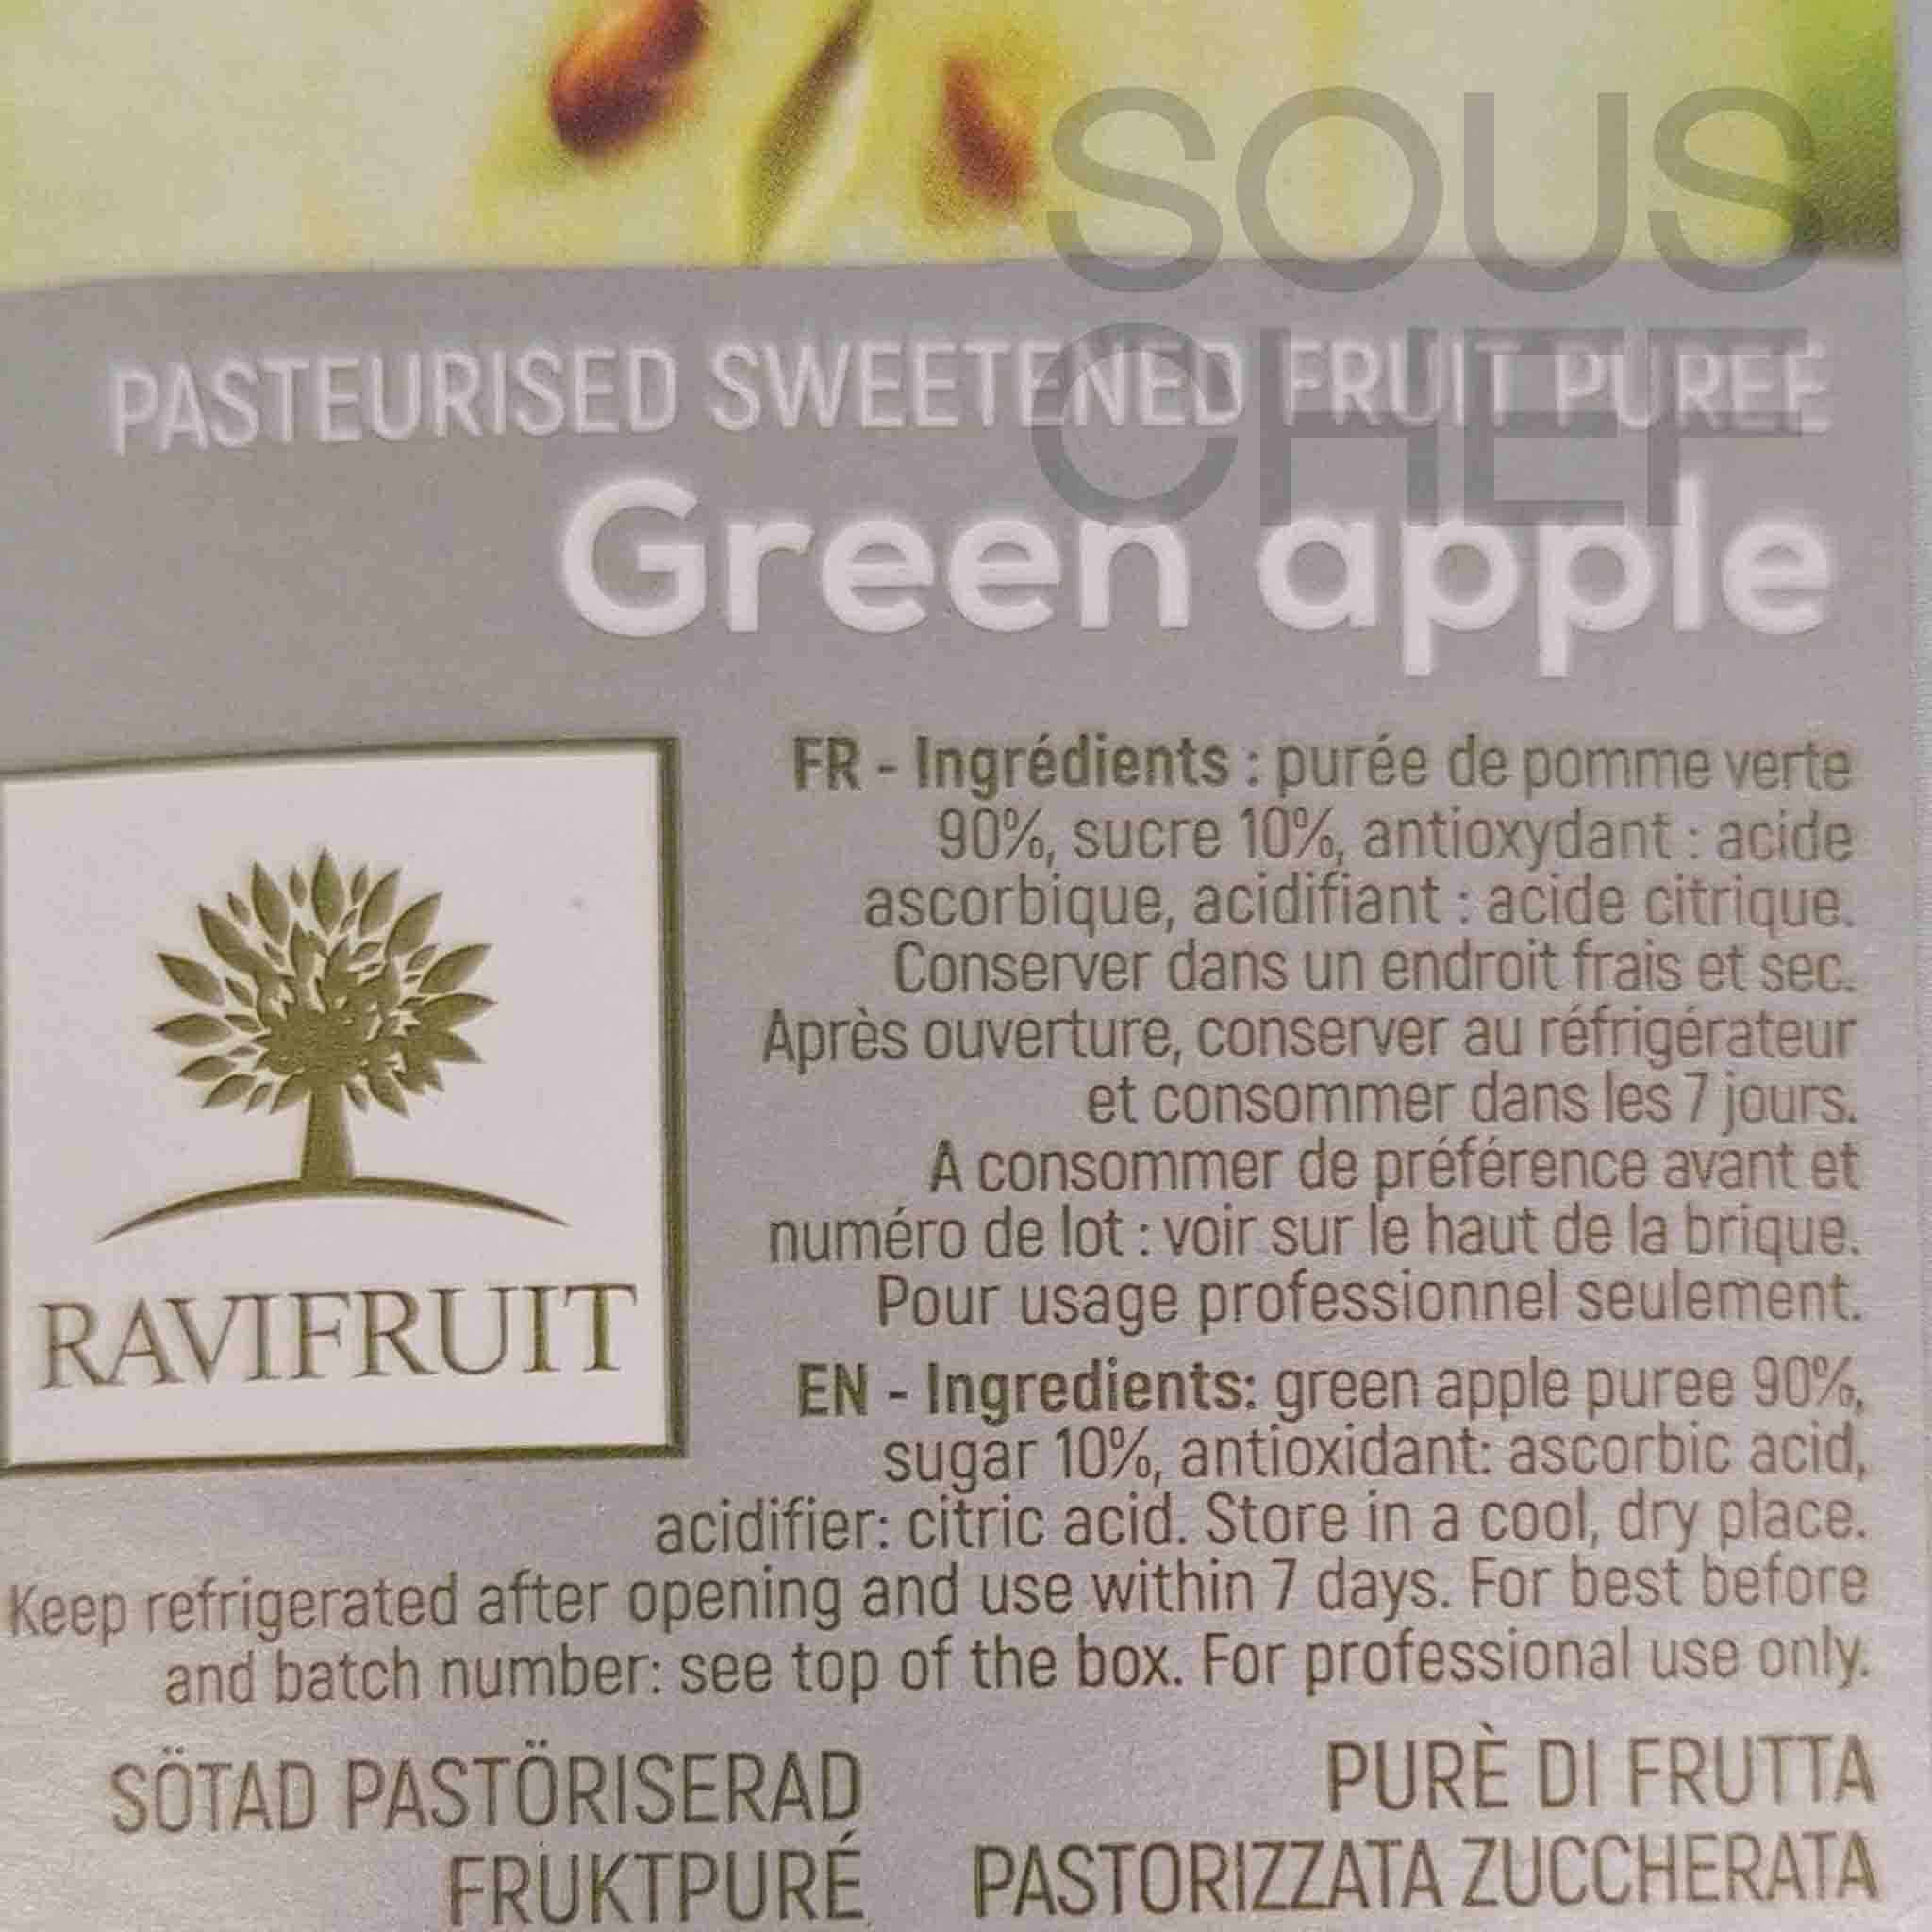 SOUS
CHEF
PASTEURISED SWEETENED FRUIT PUREE
Green apple
RAVIFRUIT
FR - Ingrédients : purée de pomme verte
90%, sucre 10%, antioxydant : acide
ascorbique, acidifiant : acide citrique.
Conserver dans un endroit frais et sec.
Après ouverture, conserver au réfrigérateur
et consommer dans les 7 jours.
A consommer de préférence avant et
numéro de lot : voir sur le haut de la brique.
Pour usage professionnel seulement.
EN - Ingredients: green apple puree 90%,
sugar 10%, antioxidant: ascorbic acid,
acidifier: citric acid. Store in a cool, dry place.
Keep refrigerated after opening and use within 7 days. For best before
and batch number: see top of the box. For professional use only.
SÖTAD PASTÖRISERAD
FRUKTPURÉ
PURÈ DI FRUTTA
PASTORIZZATA ZUCCHERATA